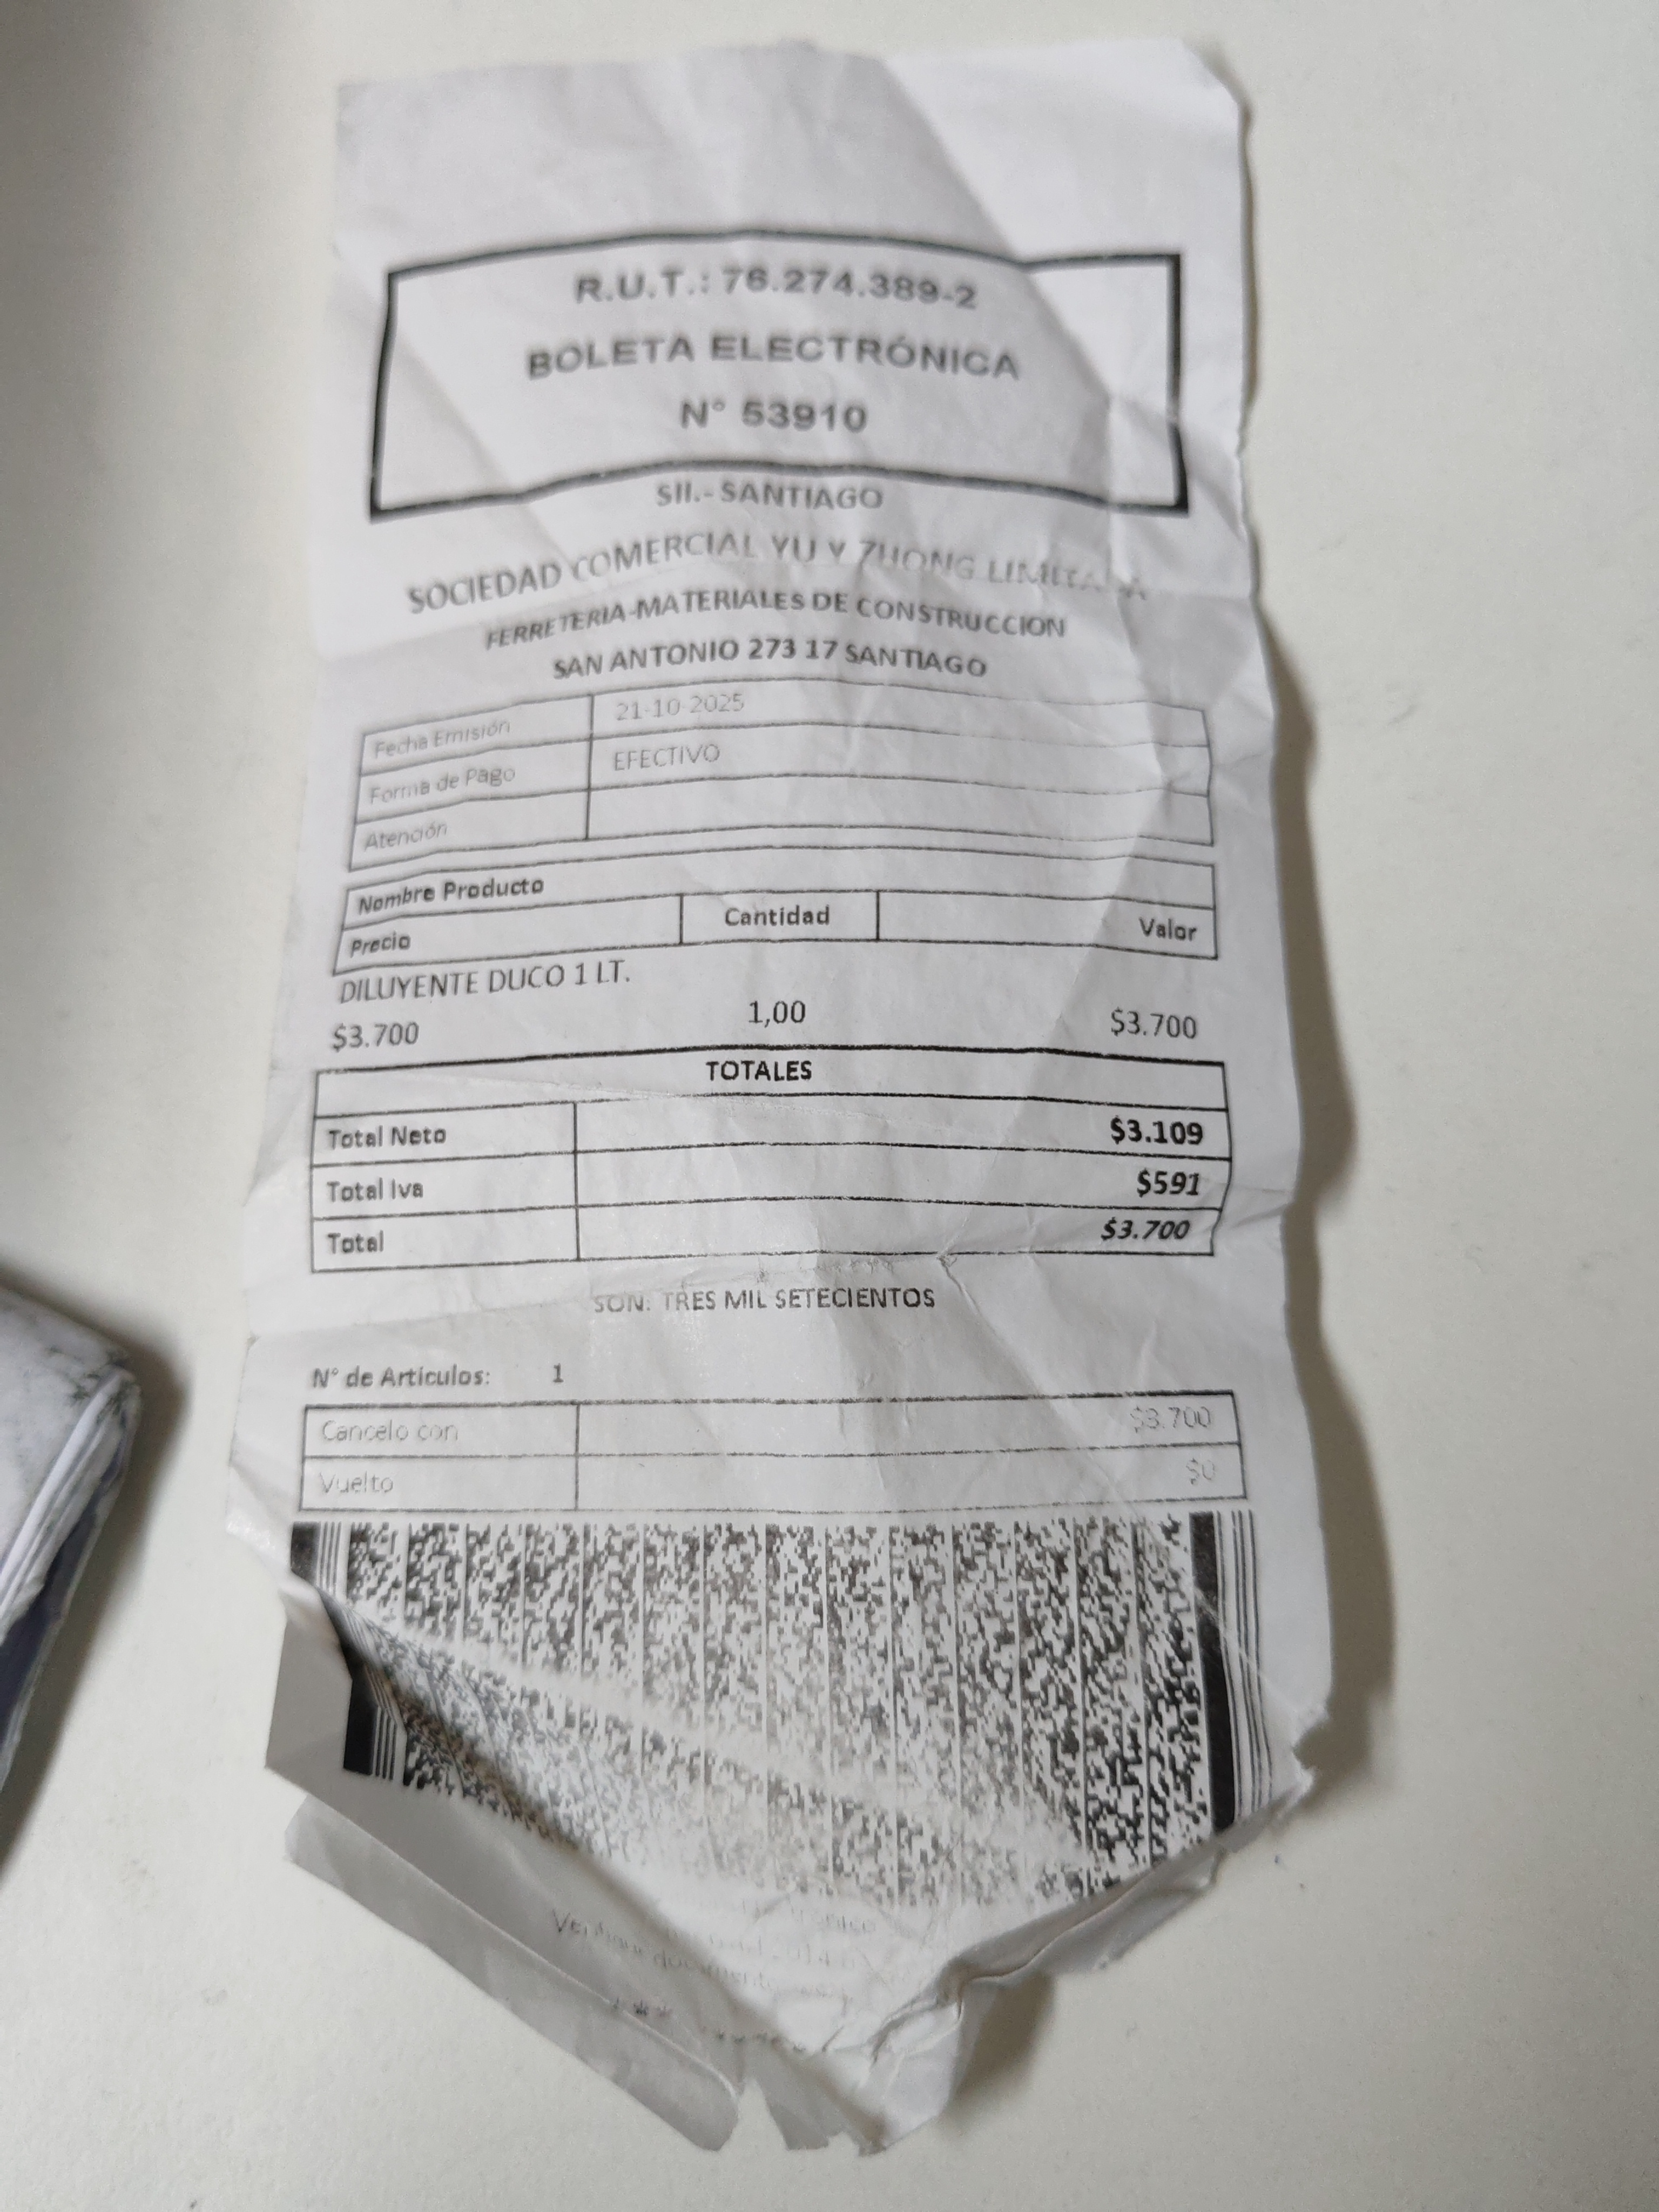 R.U.T.: 76.274.389-2
BOLETA ELECTRÓNICA
N° 53910
SII.- SANTIAGO
SOCIEDAD COMERCIAL YU Y ZHONG LIMITADA
FERRETERIA-MATERIALES DE CONSTRUCCION
SAN ANTONIO 273 17 SANTIAGO
Fecha Emisión 21-10-2025
Forma de Pago EFECTIVO
Atención
Nombre Producto
Precio Cantidad Valor
DILUYENTE DUCO 1 LT.
$3.700 1,00 $3.700
TOTALES
Total Neto $3.109
Total Iva $591
Total $3.700
SON: TRES MIL SETECIENTOS
N° de Artículos: 1
Cancelo con $3.700
Vuelto $0